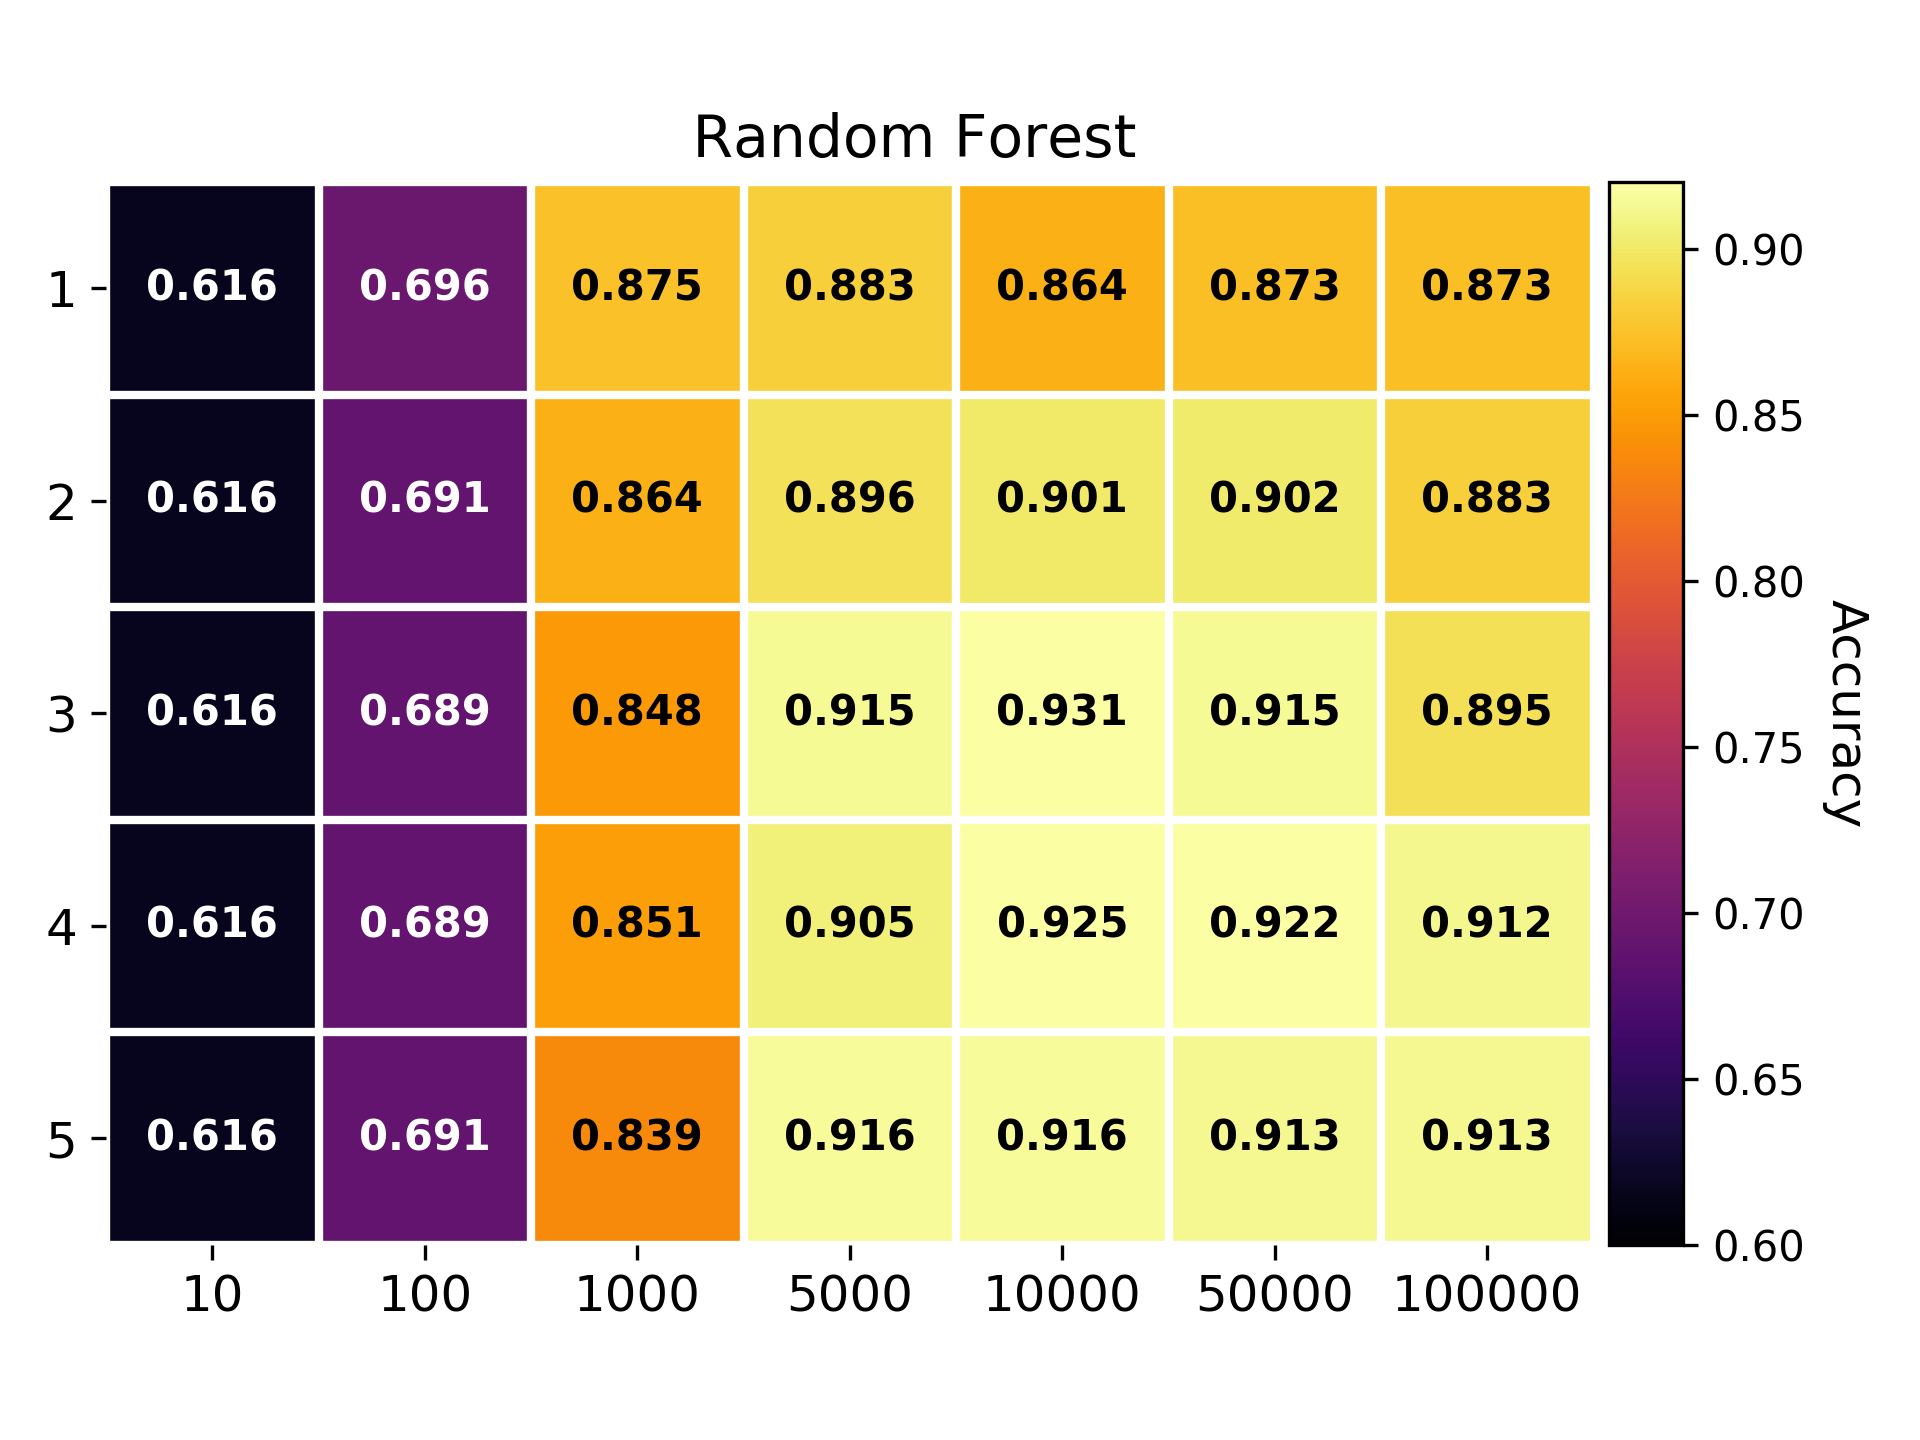 Random Forest
1 0.616 0.696 0.875 0.883 0.864 0.873 0.873
2 0.616 0.691 0.864 0.896 0.901 0.902 0.883
3 0.616 0.689 0.848 0.915 0.931 0.915 0.895
4 0.616 0.689 0.851 0.905 0.925 0.922 0.912
5 0.616 0.691 0.839 0.916 0.916 0.913 0.913
10 100 1000 5000 10000 50000 100000
0.90
0.85
0.80
0.75
0.70
0.65
0.60
Accuracy